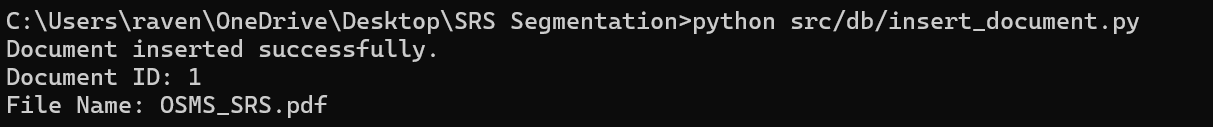 C:\Users\raven\OneDrive\Desktop\SRS Segmentation>python src/db/insert_document.py
Document inserted successfully.
Document ID: 1
File Name: OSMS_SRS.pdf